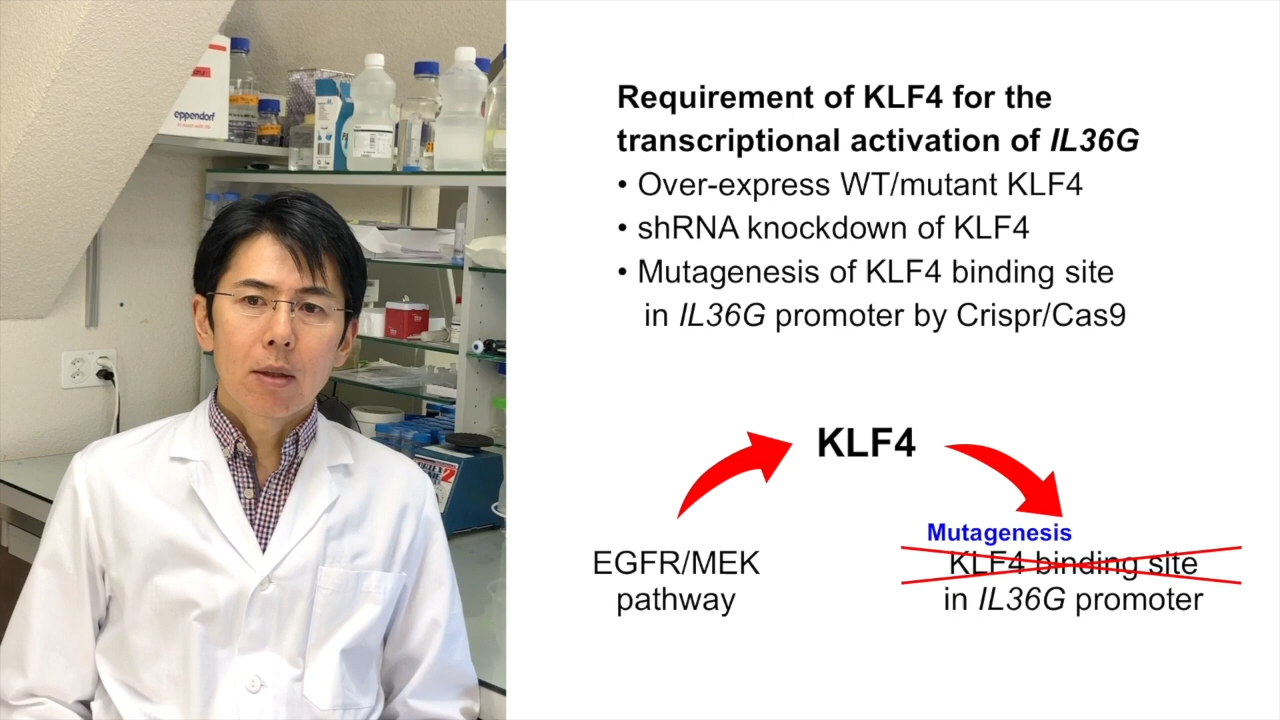 eppendorf
Requirement of KLF4 for the
transcriptional activation of IL36G
• Over-express WT/mutant KLF4
• shRNA knockdown of KLF4
• Mutagenesis of KLF4 binding site
in IL36G promoter by Crispr/Cas9
KLF4
Mutagenesis
EGFR/MEK
pathway
KLF4 binding site
in IL36G promoter